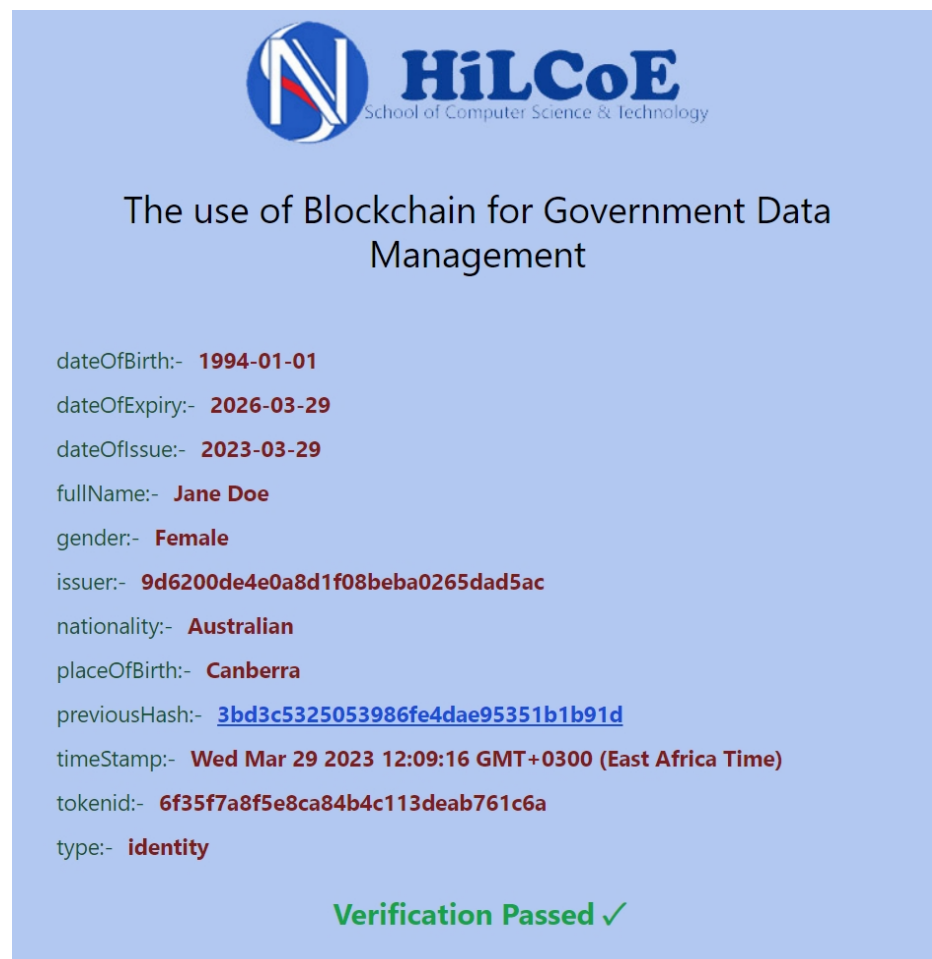 HiLCoE
School of Computer Science & Technology
The use of Blockchain for Government Data
Management
dateOfBirth:- 1994-01-01
dateOfExpiry:- 2026-03-29
dateOfIssue:- 2023-03-29
fullName:- Jane Doe
gender:- Female
issuer:- 9d6200de4e0a8d1f08beba0265dad5ac
nationality:- Australian
placeOfBirth:- Canberra
previousHash:- 3bd3c5325053986fe4dae95351b1b91d
timeStamp:- Wed Mar 29 2023 12:09:16 GMT+0300 (East Africa Time)
tokenid:- 6f35f7a8f5e8ca84b4c113deab761c6a
type:- identity
Verification Passed ✓